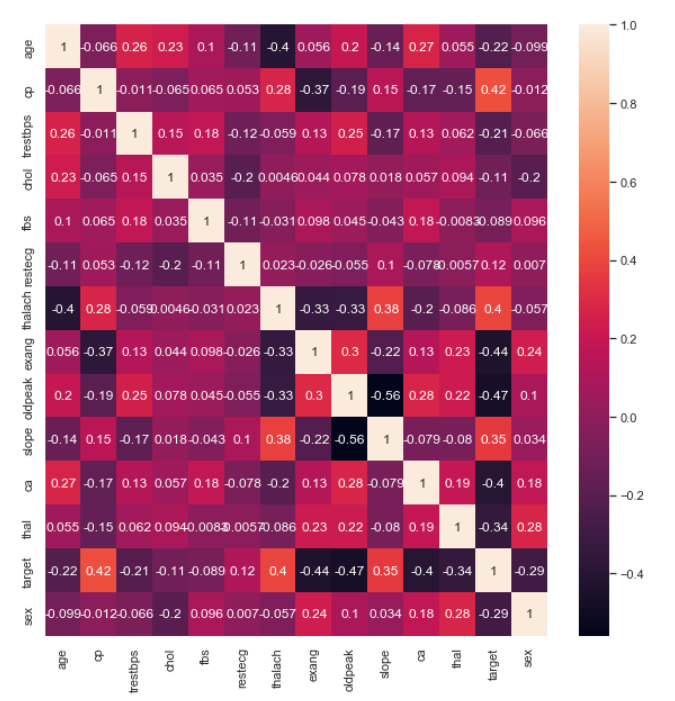 age 1 -0.066 0.26 0.23 0.1 -0.11 -0.4 0.056 0.2 -0.14 0.27 0.055 -0.22 -0.099
cp -0.066 1 -0.011 -0.065 0.065 0.053 0.28 -0.37 -0.19 0.15 -0.17 -0.15 0.42 -0.012
trestbps 0.26 -0.011 1 0.15 0.18 -0.12 -0.059 0.13 0.25 -0.17 0.13 0.062 -0.21 -0.066
chol 0.23 -0.065 0.15 1 0.035 -0.2 0.0046 0.044 0.078 0.018 0.057 0.094 -0.11 -0.2
fbs 0.1 0.065 0.18 0.035 1 -0.11 -0.031 0.098 0.045 -0.043 0.18 -0.0083 -0.089 0.096
restecg -0.11 0.053 -0.12 -0.2 -0.11 1 0.023 -0.026 -0.055 0.1 -0.078 -0.0057 0.12 0.007
thalach -0.4 0.28 -0.059 0.0046 -0.031 0.023 1 -0.33 -0.33 0.38 -0.2 -0.086 0.4 -0.057
exang 0.056 -0.37 0.13 0.044 0.098 -0.026 -0.33 1 0.3 -0.22 0.13 0.23 -0.44 0.24
oldpeak 0.2 -0.19 0.25 0.078 0.045 -0.055 -0.33 0.3 1 -0.56 0.28 0.22 -0.47 0.1
slope -0.14 0.15 -0.17 0.018 -0.043 0.1 0.38 -0.22 -0.56 1 -0.079 -0.08 0.35 0.034
ca 0.27 -0.17 0.13 0.057 0.18 -0.078 -0.2 0.13 0.28 -0.079 1 0.19 -0.4 0.18
thal 0.055 -0.15 0.062 0.094 -0.0083 -0.0057 -0.086 0.23 0.22 -0.08 0.19 1 -0.34 0.28
target -0.22 0.42 -0.21 -0.11 -0.089 0.12 0.4 -0.44 -0.47 0.35 -0.4 -0.34 1 -0.29
sex -0.099 -0.012 -0.066 -0.2 0.096 0.007 -0.057 0.24 0.1 0.034 0.18 0.28 -0.29 1
age cp trestbps chol fbs restecg thalach exang oldpeak slope ca thal target sex
1.0
0.8
0.6
0.4
0.2
0.0
−0.2
−0.4